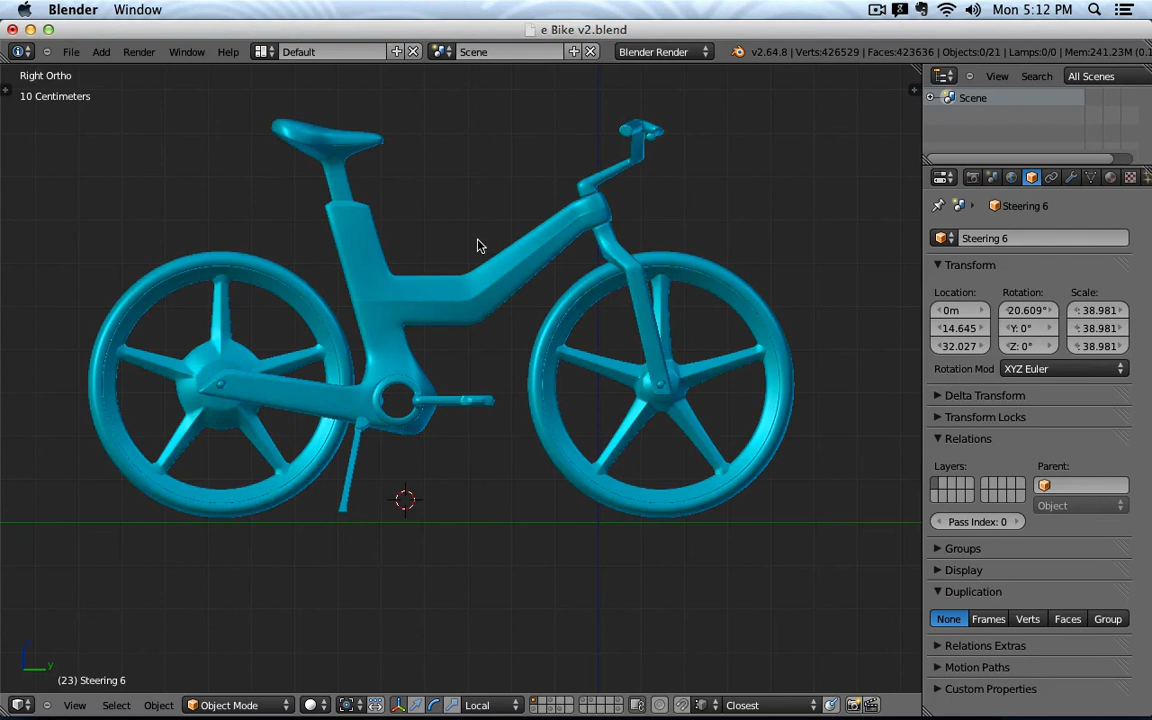 Blender Window Mon 5:12 PM
e Bike v2.blend
File Add Render Window Help Default Scene Blender Render v2.64.8 | Verts:426529 | Faces:423636 | Objects:0/21 | Lamps:0/0 | Mem:241.23M (0.1
Right Ortho
10 Centimeters
View Search All Scenes
Scene
Steering 6
Steering 6
Transform
Location: Rotation: Scale:
0m 20.609° : 38.981
14.645 Y: 0° : 38.981
32.027 Z: 0° : 38.981
Rotation Mod XYZ Euler
Delta Transform
Transform Locks
Relations
Layers: Parent:
Object
Pass Index: 0
Groups
Display
Duplication
None Frames Verts Faces Group
Relations Extras
Motion Paths
Custom Properties
y
(23) Steering 6
View Select Object Object Mode Local Closest